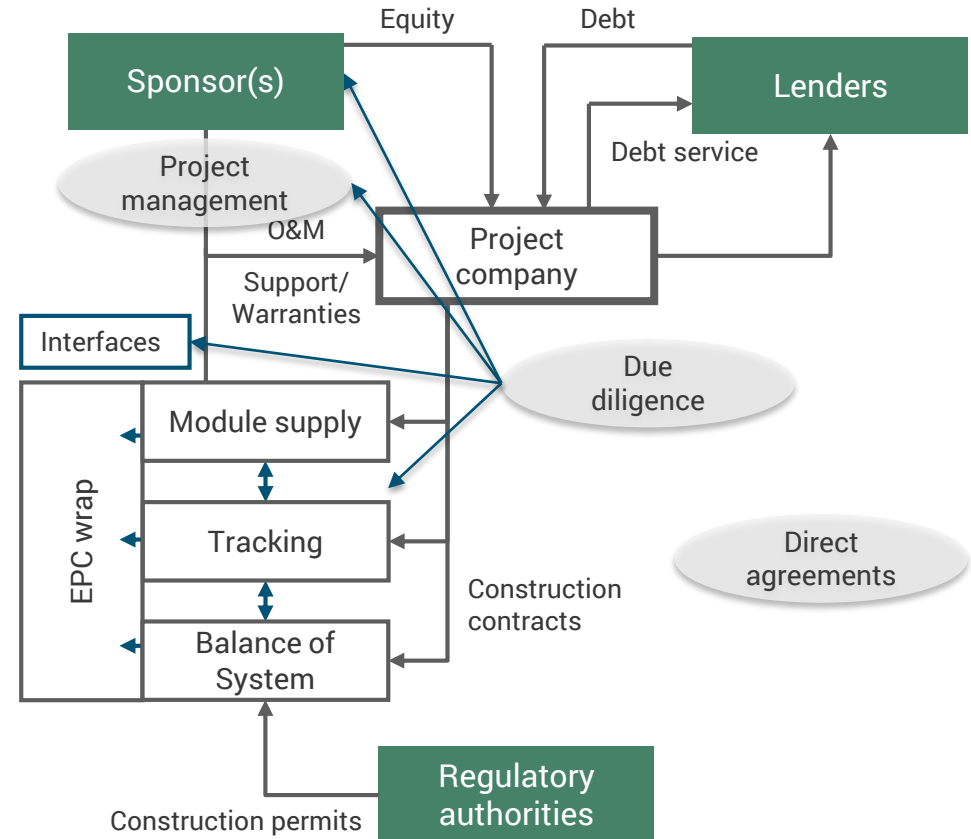 Equity
Debt
Sponsor(s)
Lenders
Debt service
Project
management
O&M
Project
company
Support/
Warranties
Interfaces
Due
diligence
Module supply
EPC wrap
Tracking
Direct
agreements
Construction
contracts
Balance of
System
Regulatory
authorities
Construction permits